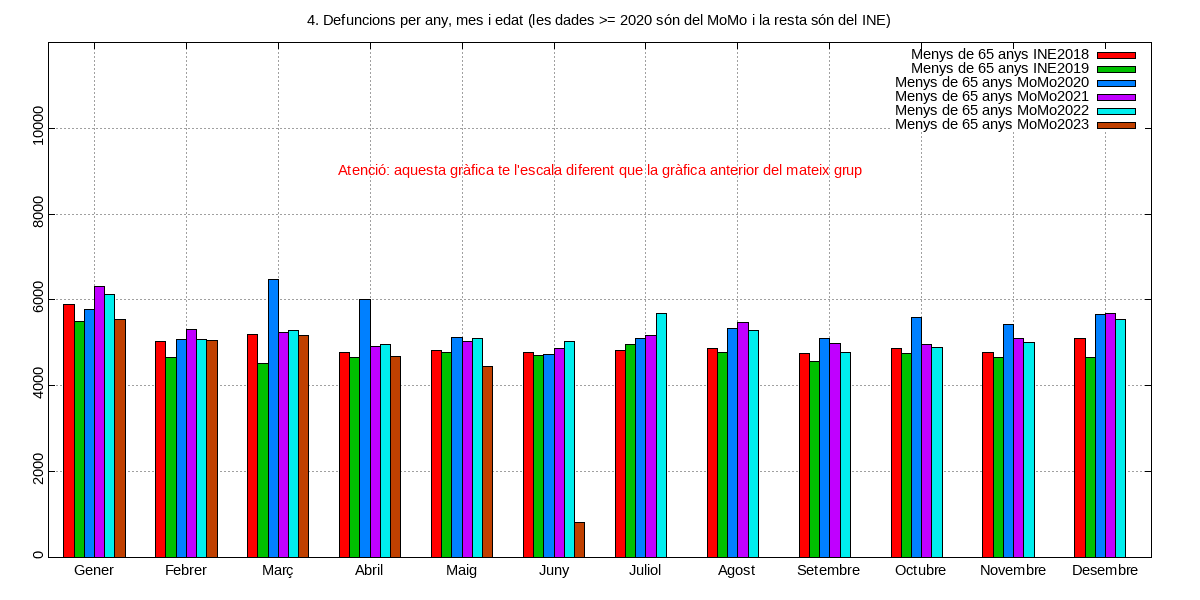 4. Defuncions per any, mes i edat (les dades >= 2020 són del MoMo i la resta són del INE)
Menys de 65 anys INE2018
Menys de 65 anys INE2019
Menys de 65 anys MoMo2020
Menys de 65 anys MoMo2021
Menys de 65 anys MoMo2022
Menys de 65 anys MoMo2023
Atenció: aquesta gràfica te l'escala diferent que la gràfica anterior del mateix grup
10000
8000
6000
4000
2000
0
Gener Febrer Març Abril Maig Juny Juliol Agost Setembre Octubre Novembre Desembre